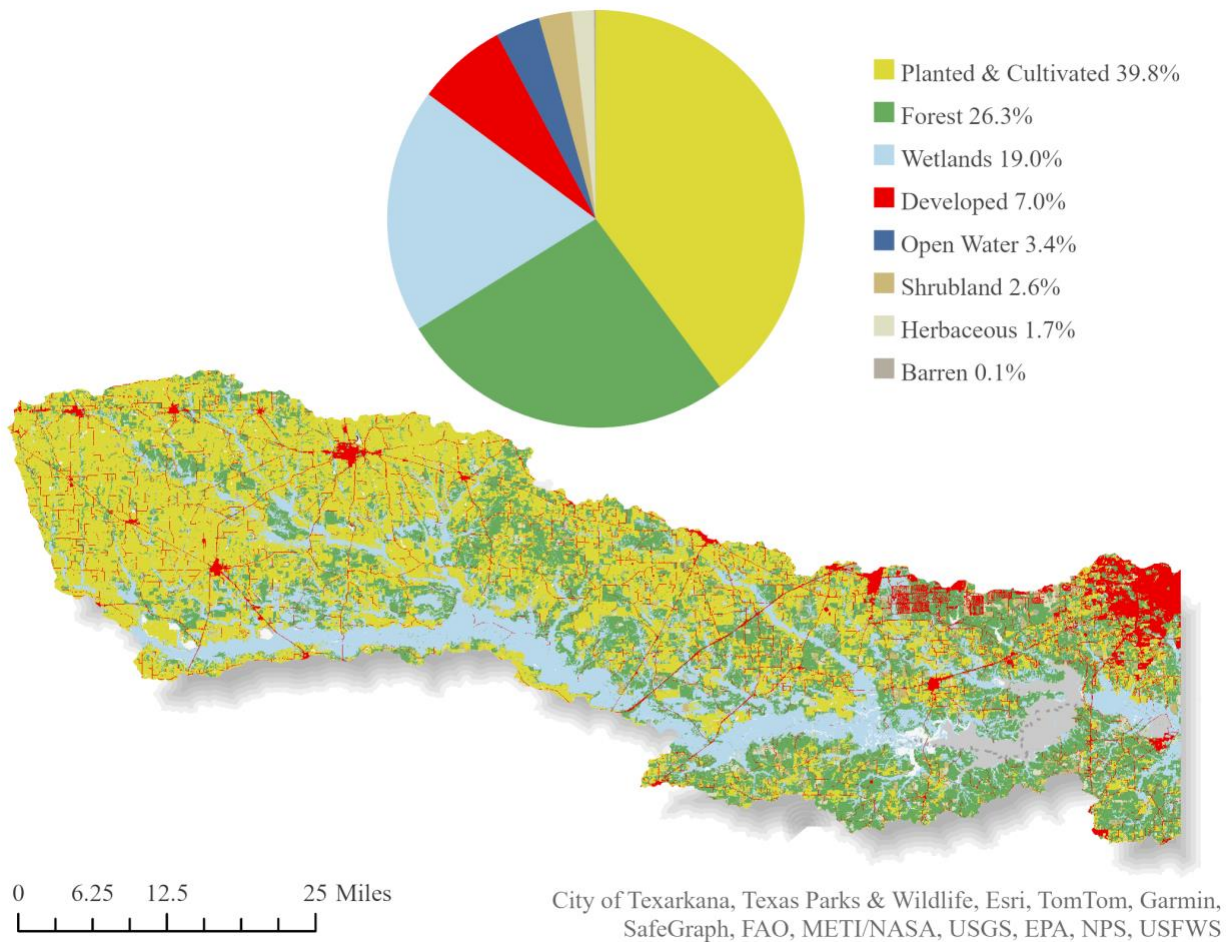 Planted & Cultivated 39.8%
Forest 26.3%
Wetlands 19.0%
Developed 7.0%
Open Water 3.4%
Shrubland 2.6%
Herbaceous 1.7%
Barren 0.1%
0 6.25 12.5 25 Miles
City of Texarkana, Texas Parks & Wildlife, Esri, TomTom, Garmin,
SafeGraph, FAO, METI/NASA, USGS, EPA, NPS, USFWS